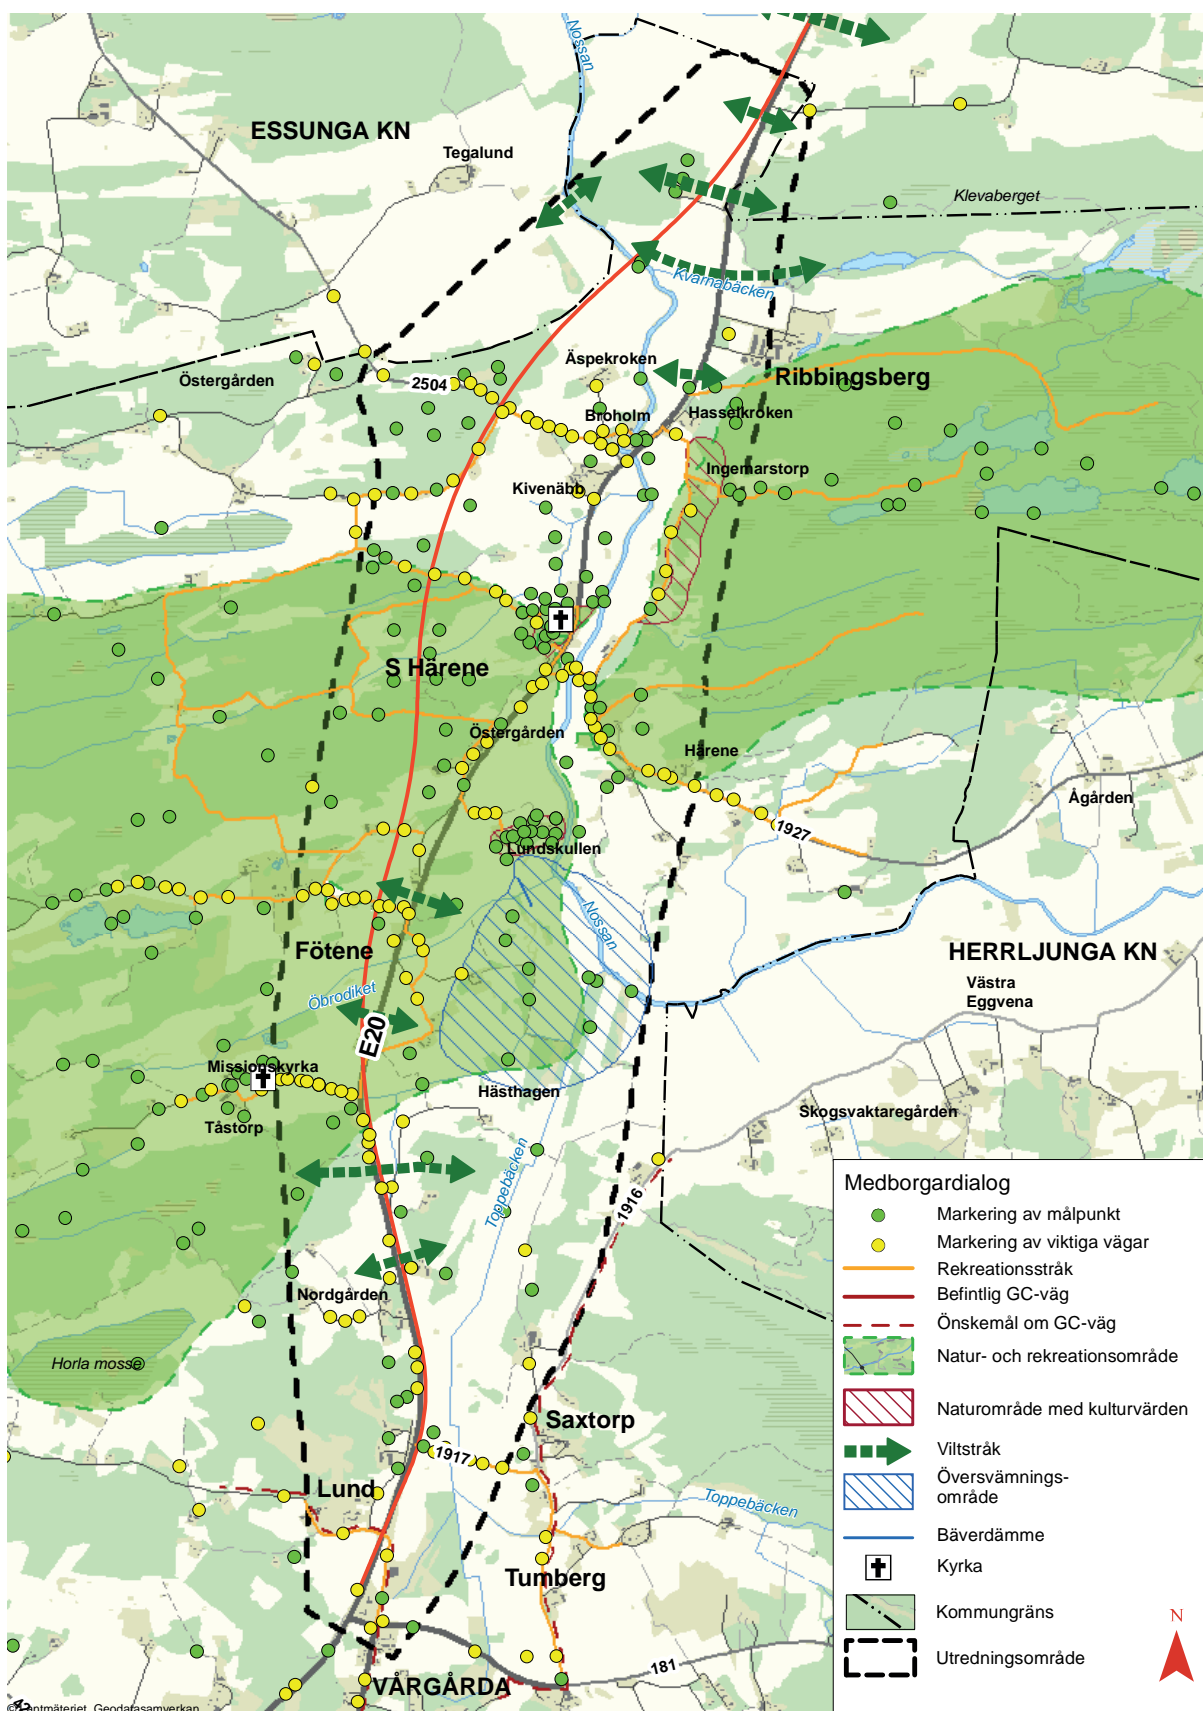 Nossan
ESSUNGA KN
Tegalund
Klevaberget
Kvarnabäcken
Äspekroken
Östergården
2504
Ribbingsberg
Broholm
Hasselkroken
Ingemarstorp
Kivenäbb
S Härene
Östergården
Härene
Ågården
1927
Lundskullen
Nossan
Fötene
HERRLJUNGA KN
Västra
Eggvena
Öbrodiket
E20
Missionskyrka
Hästhagen
Tåstorp
Skogsvaktaregården
Toppebäcken
1916
Nordgården
Horla mosse
Saxtorp
1917
Lund
Toppebäcken
Tumberg
181
VÅRGÅRDA
42
Medborgardialog
Markering av målpunkt
Markering av viktiga vägar
Rekreationsstråk
Befintlig GC-väg
Önskemål om GC-väg
Natur- och rekreationsområde
Naturområde med kulturvärden
Viltstråk
Översvämnings-
område
Bäverdämme
Kyrka
Kommungräns
Utredningsområde
N
Geodatasamverkan